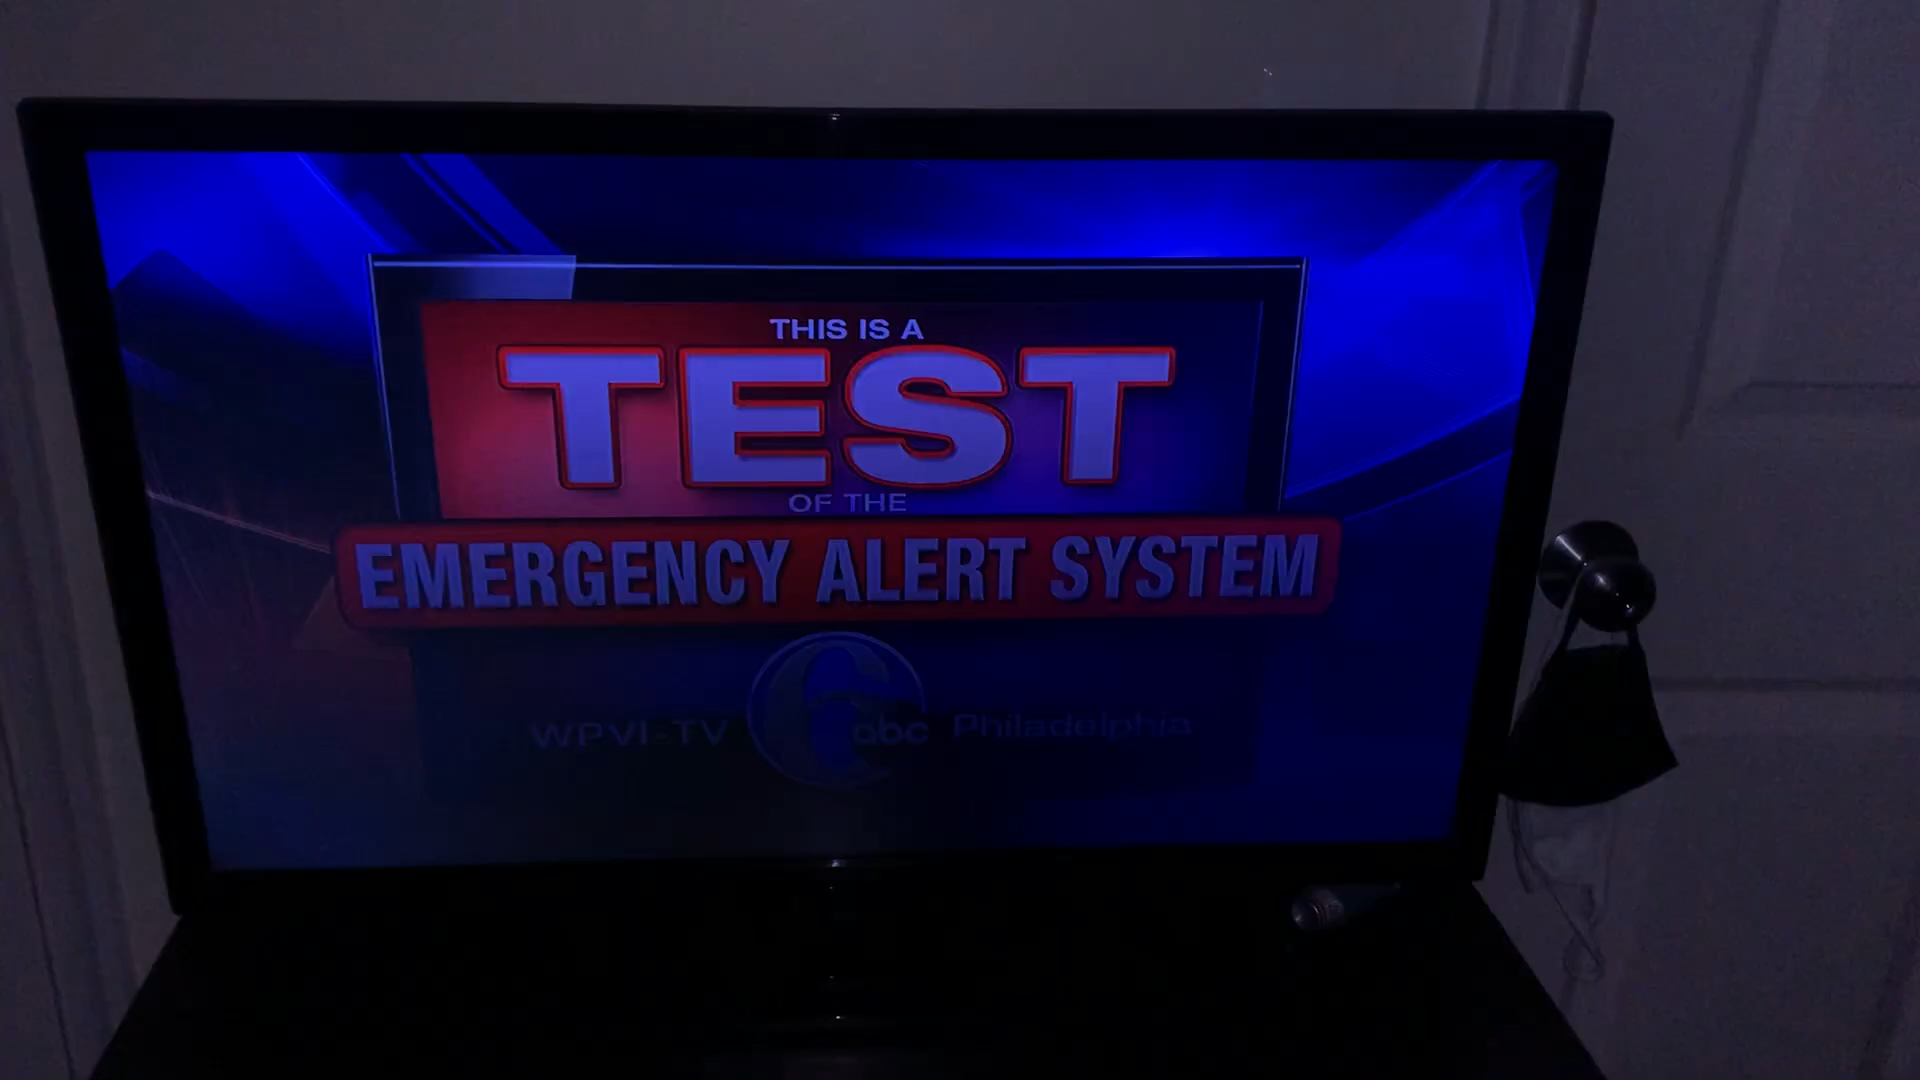 THIS IS A
TEST
OF THE
EMERGENCY ALERT SYSTEM
WPVI-TV 6 abc Philadelphia